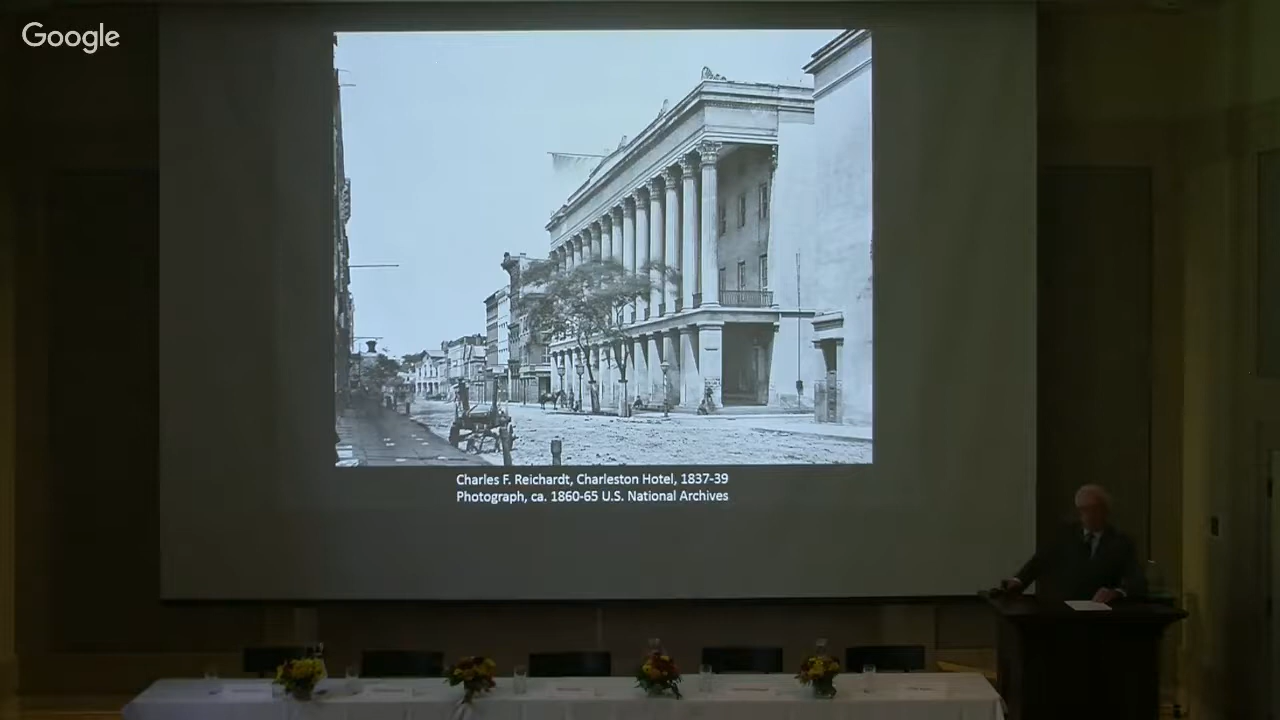 Google
Charles F. Reichardt, Charleston Hotel, 1837-39
Photograph, ca. 1860-65 U.S. National Archives